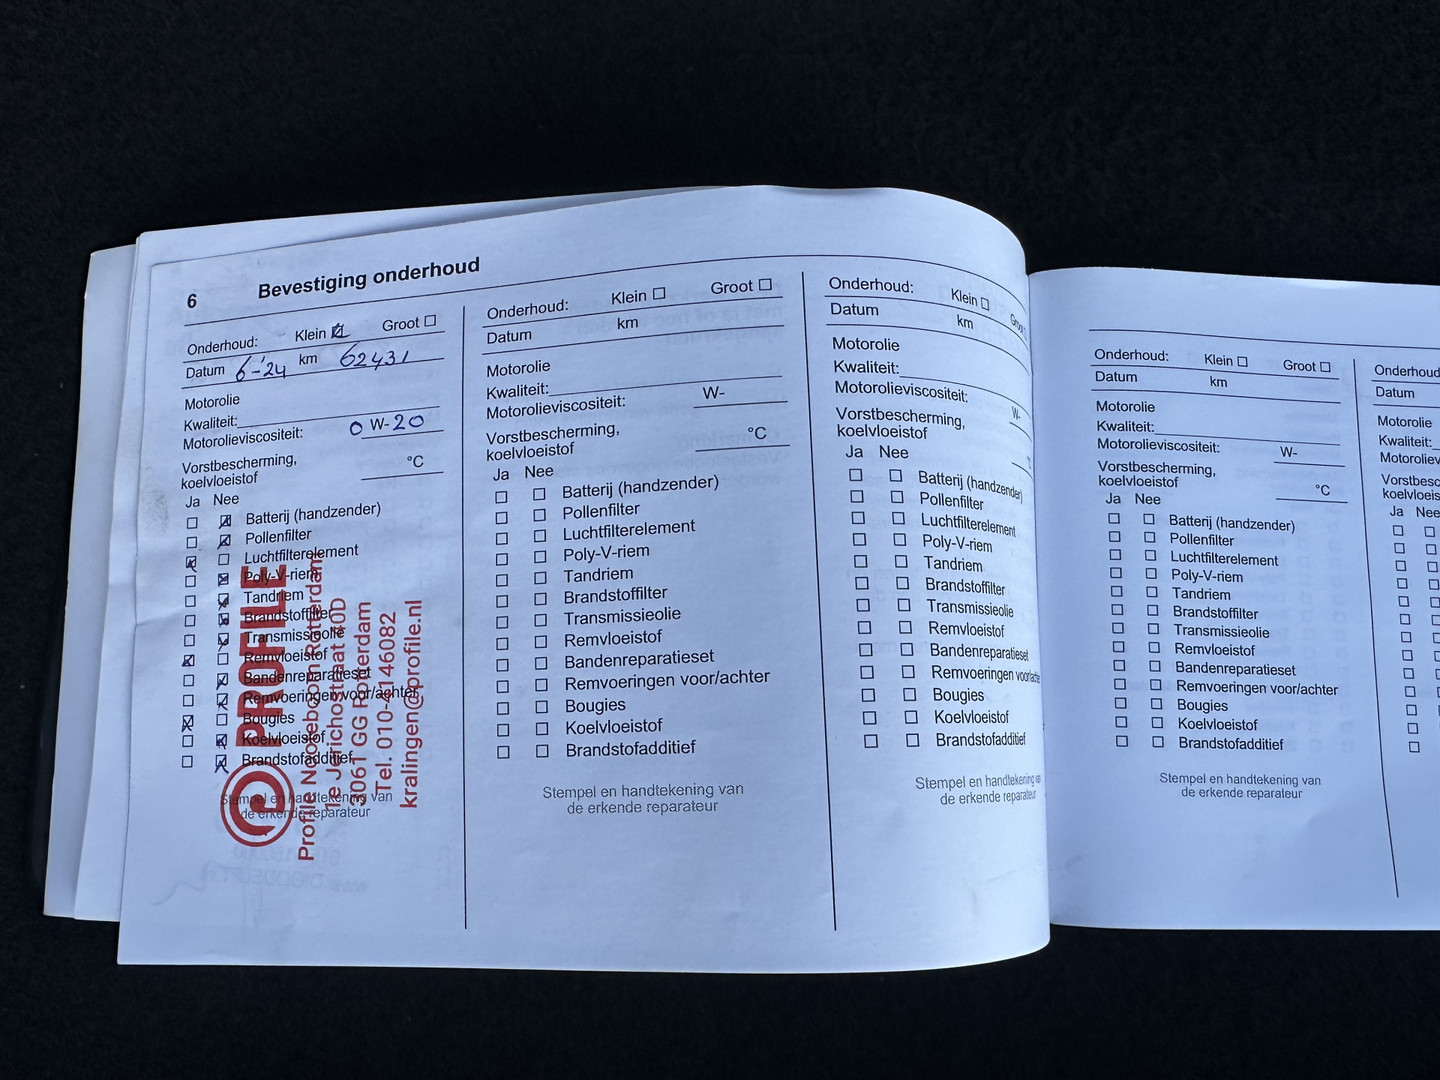 6 Bevestiging onderhoud
Onderhoud: Klein Groot
Datum 6-'24 km 62431
Motorolie
Kwaliteit:
Motorolieviscositeit: 0 W-20
Vorstbescherming,
koelvloeistof °C
Ja Nee
Batterij (handzender)
Pollenfilter
Luchtfilterelement
Poly-V-riem
Tandriem
Brandstoffilter
Transmissieolie
Remvloeistof
Bandenreparatieset
Remvoeringen voor/achter
Bougies
Koelvloeistof
Brandstofadditief
Stempel en handtekening van
de erkende reparateur
PROFILE
Profile Nooteboom Rotterdam
1e Jerichostraat 40D
3061 GG Rotterdam
Tel. 010-4146082
kralingen@profile.nl
Onderhoud: Klein Groot
Datum km
Motorolie
Kwaliteit:
Motorolieviscositeit: W-
Vorstbescherming,
koelvloeistof °C
Ja Nee
Batterij (handzender)
Pollenfilter
Luchtfilterelement
Poly-V-riem
Tandriem
Brandstoffilter
Transmissieolie
Remvloeistof
Bandenreparatieset
Remvoeringen voor/achter
Bougies
Koelvloeistof
Brandstofadditief
Stempel en handtekening van
de erkende reparateur
Onderhoud: Klein
Datum km
Motorolie
Kwaliteit:
Motorolieviscositeit: W-
Vorstbescherming,
koelvloeistof
Ja Nee
Batterij (handzender)
Pollenfilter
Luchtfilterelement
Poly-V-riem
Tandriem
Brandstoffilter
Transmissieolie
Remvloeistof
Bandenreparatieset
Remvoeringen
Bougies
Koelvloeistof
Brandstofadditief
Stempel en handtekening
de erkende reparateur
Onderhoud: Klein Groot
Datum km
Motorolie
Kwaliteit:
Motorolieviscositeit: W-
Vorstbescherming,
koelvloeistof °C
Ja Nee
Batterij (handzender)
Pollenfilter
Luchtfilterelement
Poly-V-riem
Tandriem
Brandstoffilter
Transmissieolie
Remvloeistof
Bandenreparatieset
Remvoeringen voor/achter
Bougies
Koelvloeistof
Brandstofadditief
Stempel en handtekening van
de erkende reparateur
Onderhoud
Datum
Motorolie
Kwaliteit:
Motoroliev
Vorstbesc
koelvloeis
Ja Nee